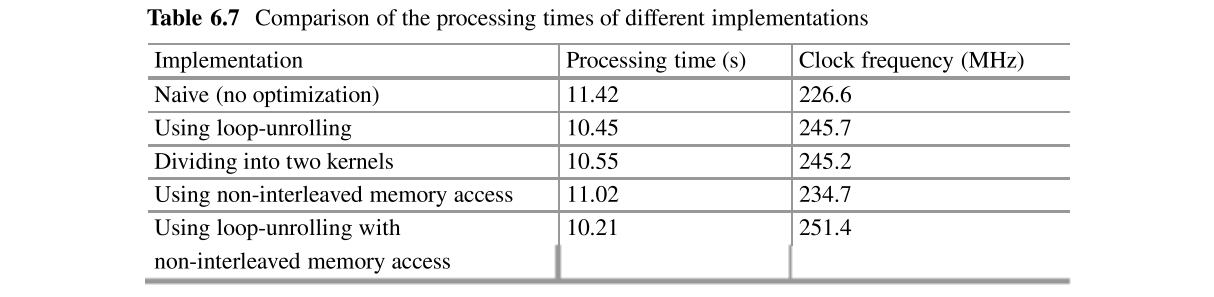 Table 6.7 Comparison of the processing times of different implementations
Implementation Processing time (s) Clock frequency (MHz)
Naive (no optimization) 11.42 226.6
Using loop-unrolling 10.45 245.7
Dividing into two kernels 10.55 245.2
Using non-interleaved memory access 11.02 234.7
Using loop-unrolling with 10.21 251.4
non-interleaved memory access